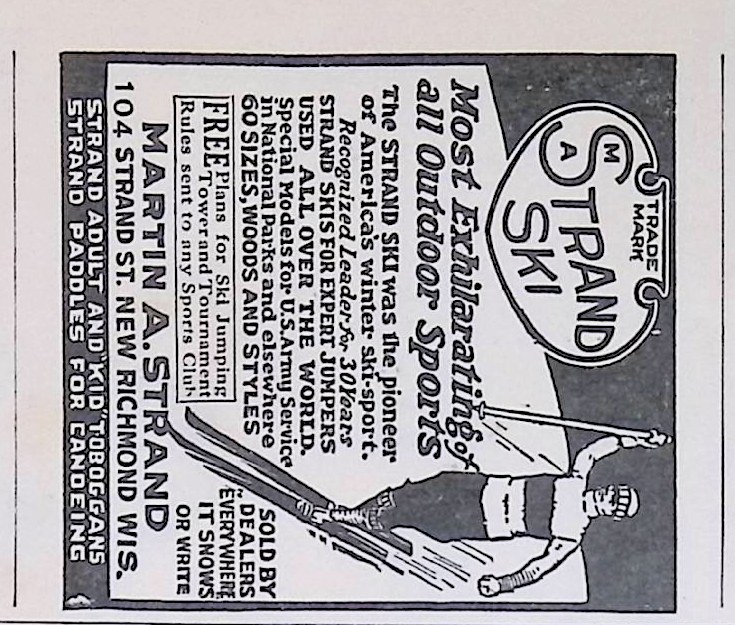 TRADE
MARK
M STRAND
A SKI
Most Exhilarating of
all Outdoor Sports
The STRAND SKI was the pioneer
of America's winter ski-sport.
Recognized Leader for 30 Years
STRAND SKIS FOR EXPERT JUMPERS
USED ALL OVER THE WORLD.
Special Models for U.S. Army Service
in National Parks and elsewhere
60 SIZES, WOODS AND STYLES
FREE Plans for Ski Jumping
Tower and Tournament
Rules sent to any Sports Club
SOLD BY
DEALERS
"EVERYWHERE
IT SNOWS"
OR WRITE
MARTIN A. STRAND
104 STRAND ST. NEW RICHMOND WIS.
STRAND ADULT AND "KID" TOBOGGANS
STRAND PADDLES FOR CANOEING